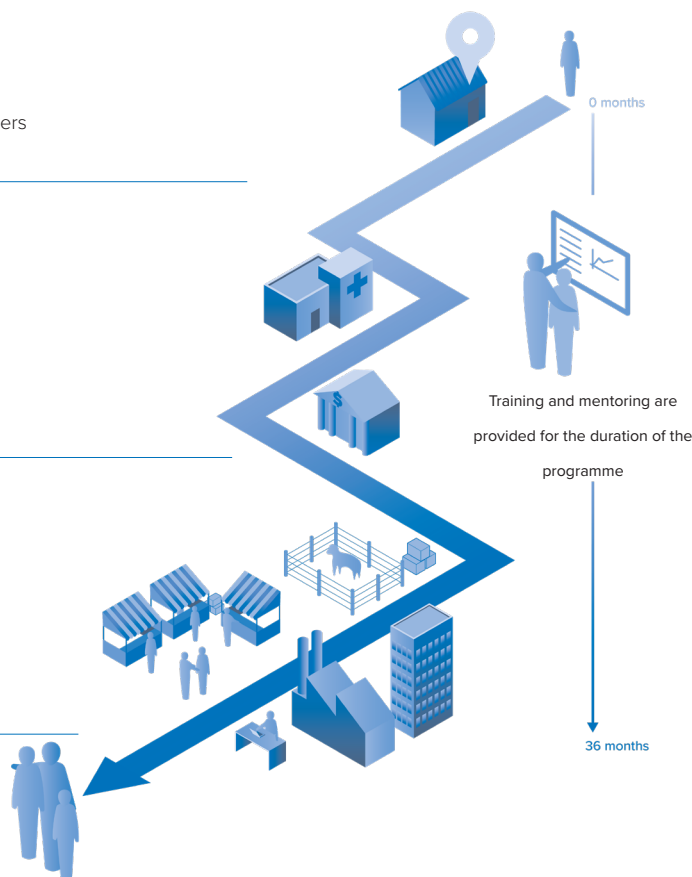 0 months
ers
Training and mentoring are
provided for the duration of the
programme
$
36 months